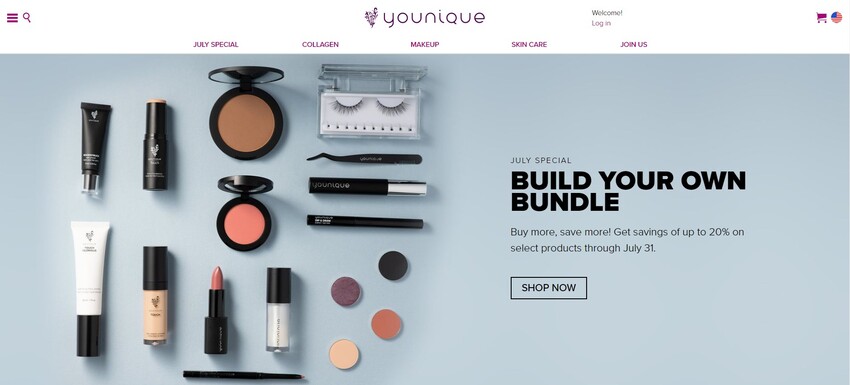 younique
Welcome!
Log in
JULY SPECIAL
COLLAGEN
MAKEUP
SKIN CARE
JOIN US
younique
younique
JULY SPECIAL
BUILD YOUR OWN
BUNDLE
Buy more, save more! Get savings of up to 20% on
select products through July 31.
SHOP NOW